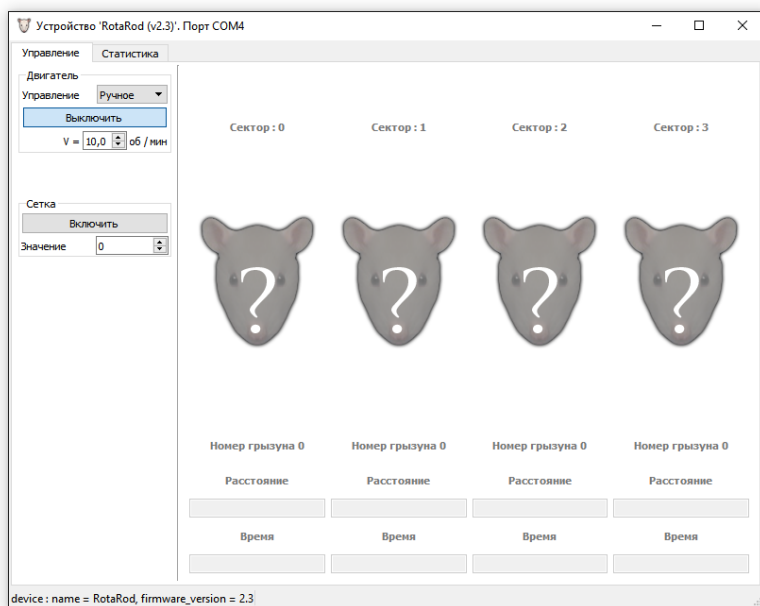 Устройство 'RotaRod (v2.3)'. Порт COM4
Управление Статистика
Двигатель
Управление Ручное
Выключить
V = 10,0 об / мин
Сетка
Включить
Значение 0
Сектор : 0 Сектор : 1 Сектор : 2 Сектор : 3
? ? ? ?
Номер грызуна 0 Номер грызуна 0 Номер грызуна 0 Номер грызуна 0
Расстояние Расстояние Расстояние Расстояние
Время Время Время Время
device : name = RotaRod, firmware_version = 2.3